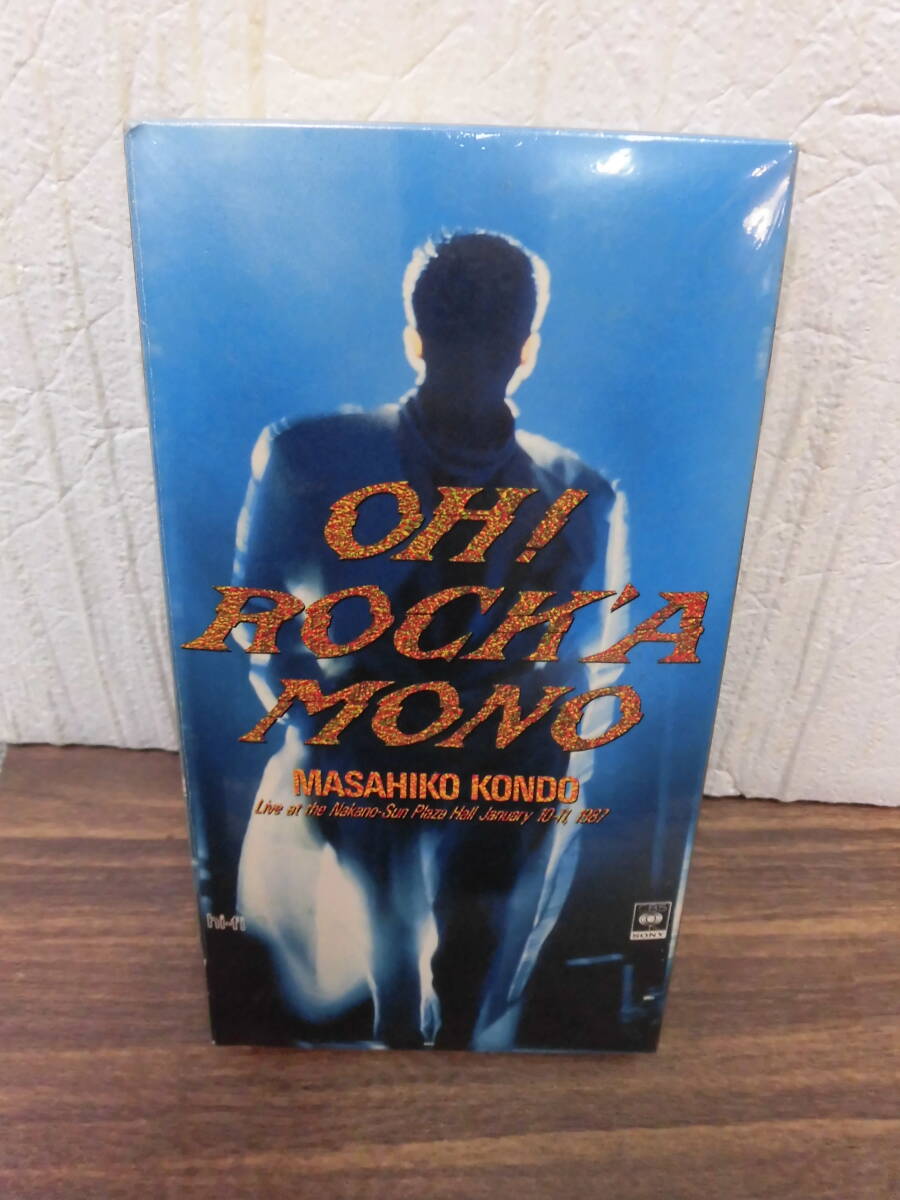 OH!
ROCK'A
MONO
MASAHIKO KONDO
Live at the Nakano-Sun Plaza Hall January 10-11, 1987
hi-fi
CBS
SONY